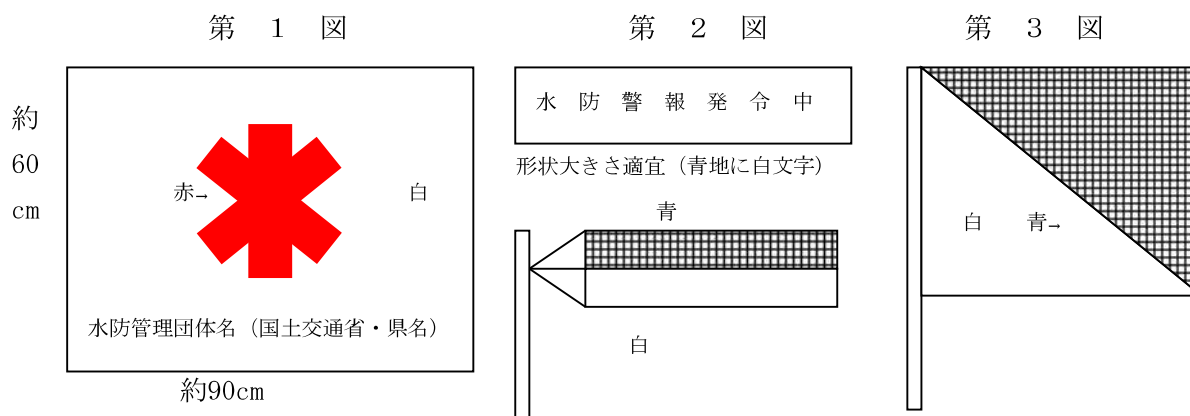 第　１　図
約
60
cm
赤→
白
水防管理団体名（国土交通省・県名）
約90cm
第　２　図
水　防　警　報　発　令　中
形状大きさ適宜（青地に白文字）
青
白
第　３　図
白　　青→